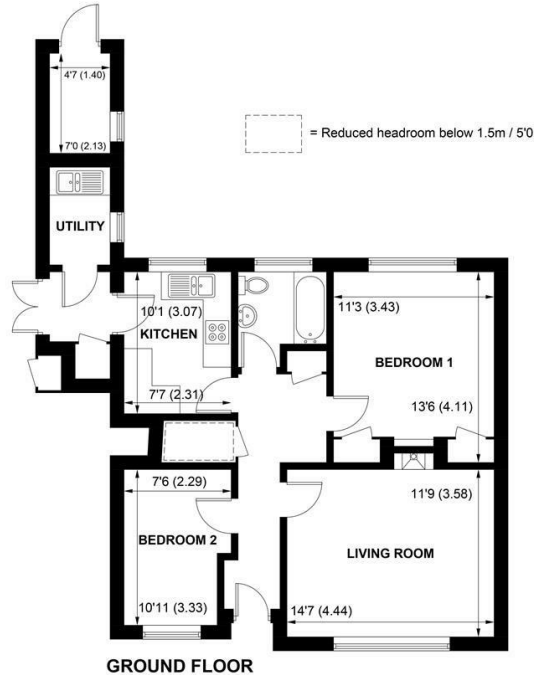 4'7 (1.40)
7'0 (2.13)
= Reduced headroom below 1.5m / 5'0
UTILITY
10'1 (3.07)
KITCHEN
7'7 (2.31)
11'3 (3.43)
BEDROOM 1
13'6 (4.11)
7'6 (2.29)
BEDROOM 2
10'11 (3.33)
11'9 (3.58)
LIVING ROOM
14'7 (4.44)
GROUND FLOOR